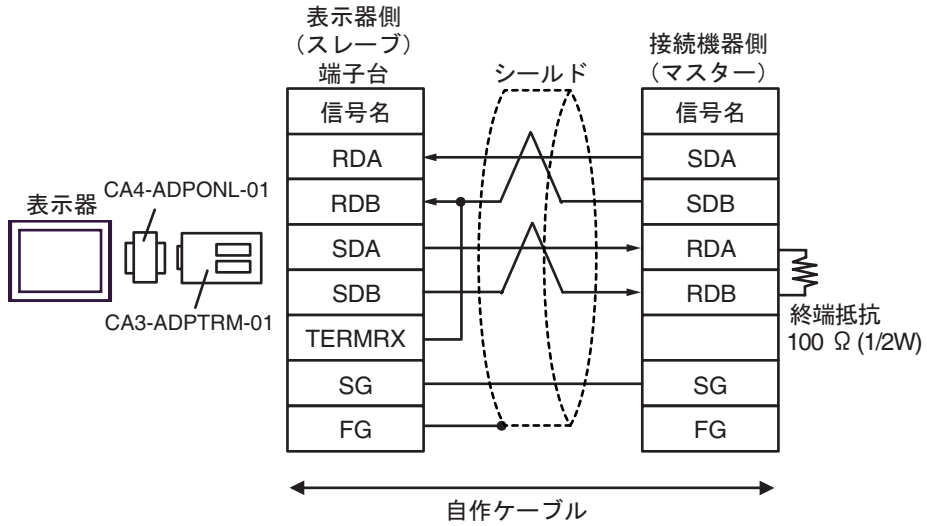 表示器側
（スレーブ）
端子台
シールド
接続機器側
（マスター）
信号名
信号名
RDA
SDA
RDB
SDB
SDA
RDA
SDB
RDB
TERMRX
SG
SG
FG
FG
表示器
CA4-ADPONL-01
CA3-ADPTRM-01
終端抵抗
100 Ω (1/2W)
自作ケーブル